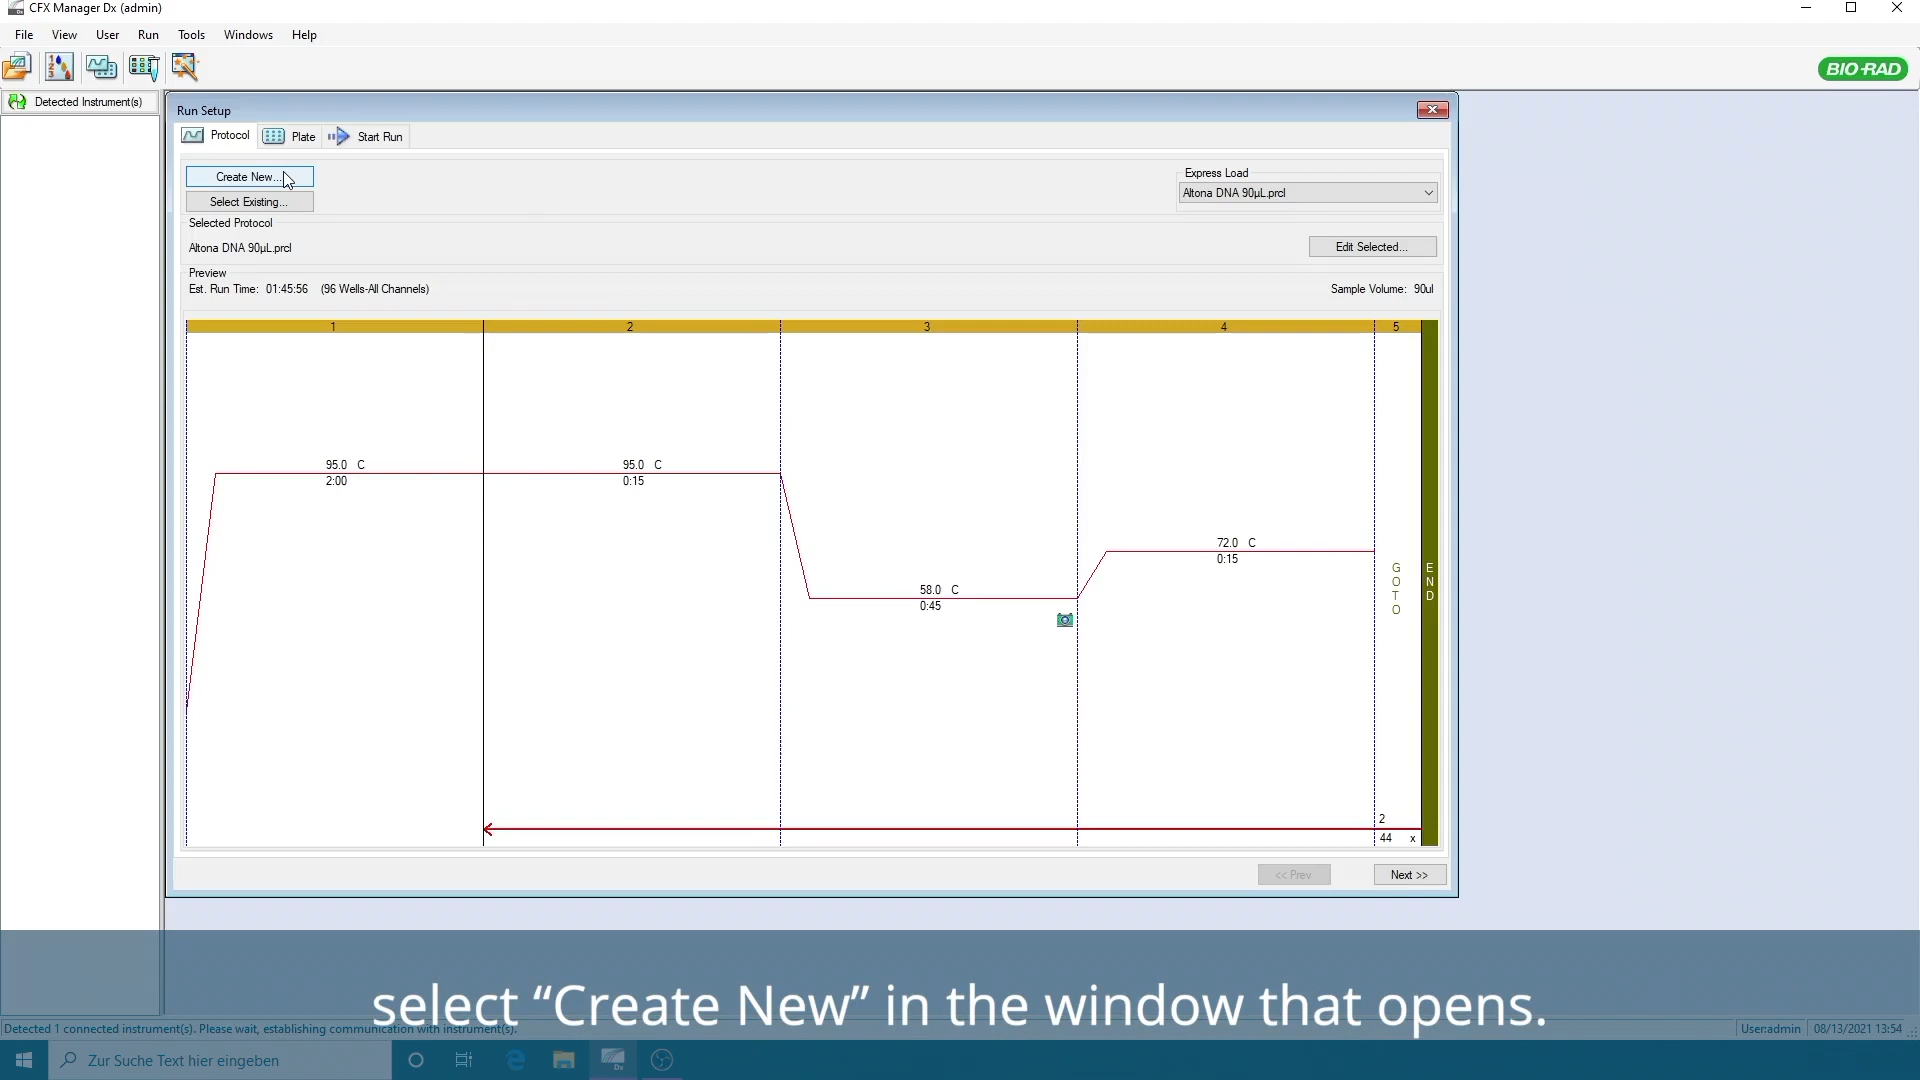 CFX Manager Dx (admin)
File View User Run Tools Windows Help
BIO-RAD
Detected Instrument(s)
Run Setup
Protocol Plate Start Run
Create New...
Select Existing...
Express Load
Altona DNA 90µL.prcl
Selected Protocol
Altona DNA 90µL.prcl
Edit Selected...
Preview
Est. Run Time: 01:45:56 (96 Wells-All Channels)
Sample Volume: 90ul
1 2 3 4 5
95.0 C
2:00
95.0 C
0:15
58.0 C
0:45
72.0 C
0:15
GOTO
END
2
44 x
<< Prev
Next >>
select “Create New” in the window that opens.
Detected 1 connected instrument(s). Please wait, establishing communication with instrument(s).
User:admin 08/13/2021 13:54
Zur Suche Text hier eingeben